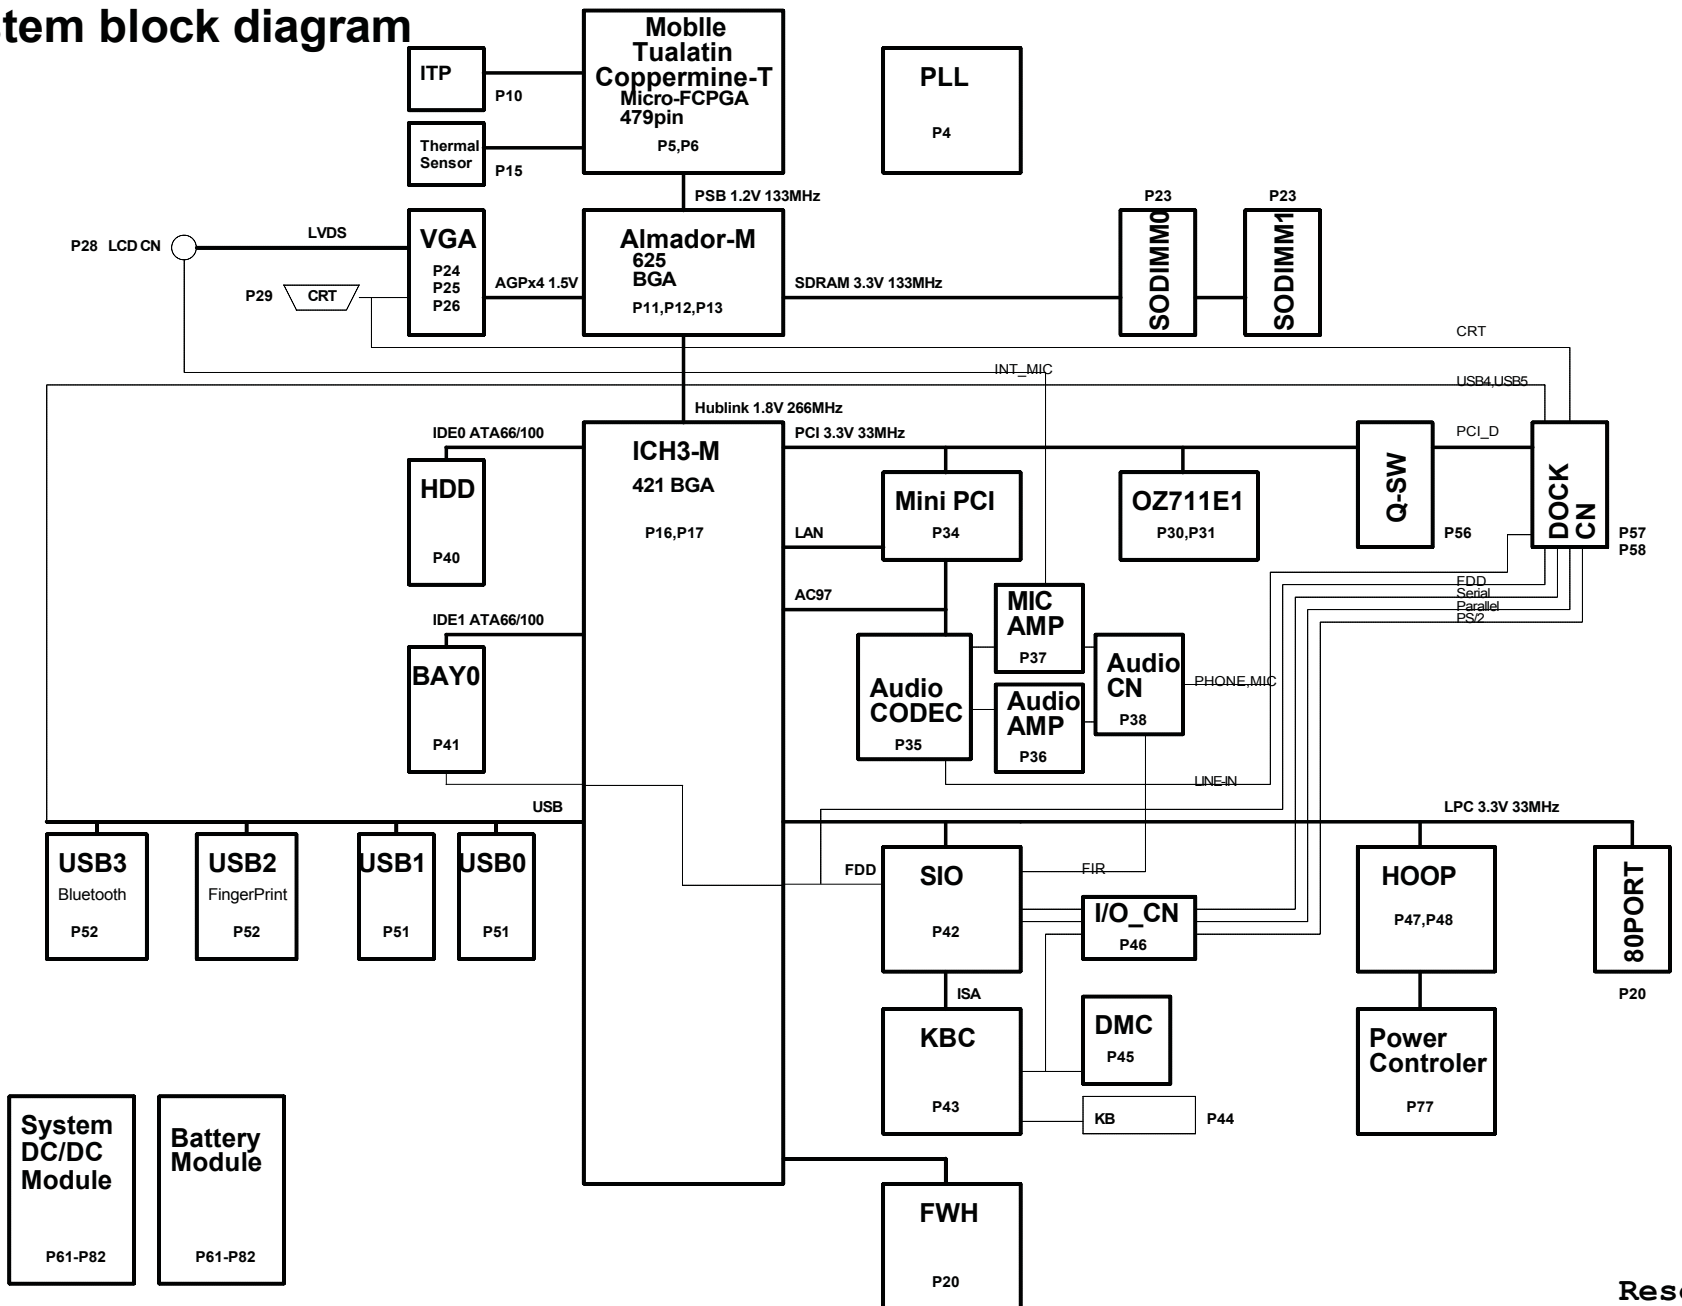 stem block diagram
Moblle
Tualatin
Coppermine-T
Micro-FCPGA
479pin
P5,P6
ITP
P10
Thermal
Sensor
P15
PLL
P4
PSB 1.2V 133MHz
P23
P23
P28 LCD CN
LVDS
VGA
P24
P25
P26
AGPx4 1.5V
Almador-M
625
BGA
P11,P12,P13
SDRAM 3.3V 133MHz
SODIMM0
SODIMM1
P29
CRT
CRT
INT_MIC
USB4,USB5
Hublink 1.8V 266MHz
IDE0 ATA66/100
PCI 3.3V 33MHz
PCI_D
HDD
P40
ICH3-M
421 BGA
P16,P17
Mini PCI
P34
OZ711E1
P30,P31
Q-SW
P56
DOCK
CN
P57
P58
LAN
AC97
FDD
Serial
Parallel
PS/2
IDE1 ATA66/100
BAY0
P41
MIC
AMP
P37
Audio
CODEC
P35
Audio
AMP
P36
Audio
CN
P38
PHONE,MIC
LINE-IN
USB
LPC 3.3V 33MHz
USB3
Bluetooth
P52
USB2
FingerPrint
P52
USB1
P51
USB0
P51
FDD
SIO
P42
FIR
I/O_CN
P46
HOOP
P47,P48
80PORT
P20
ISA
KBC
P43
DMC
P45
KB
P44
Power
Controler
P77
System
DC/DC
Module
P61-P82
Battery
Module
P61-P82
FWH
P20
Rese